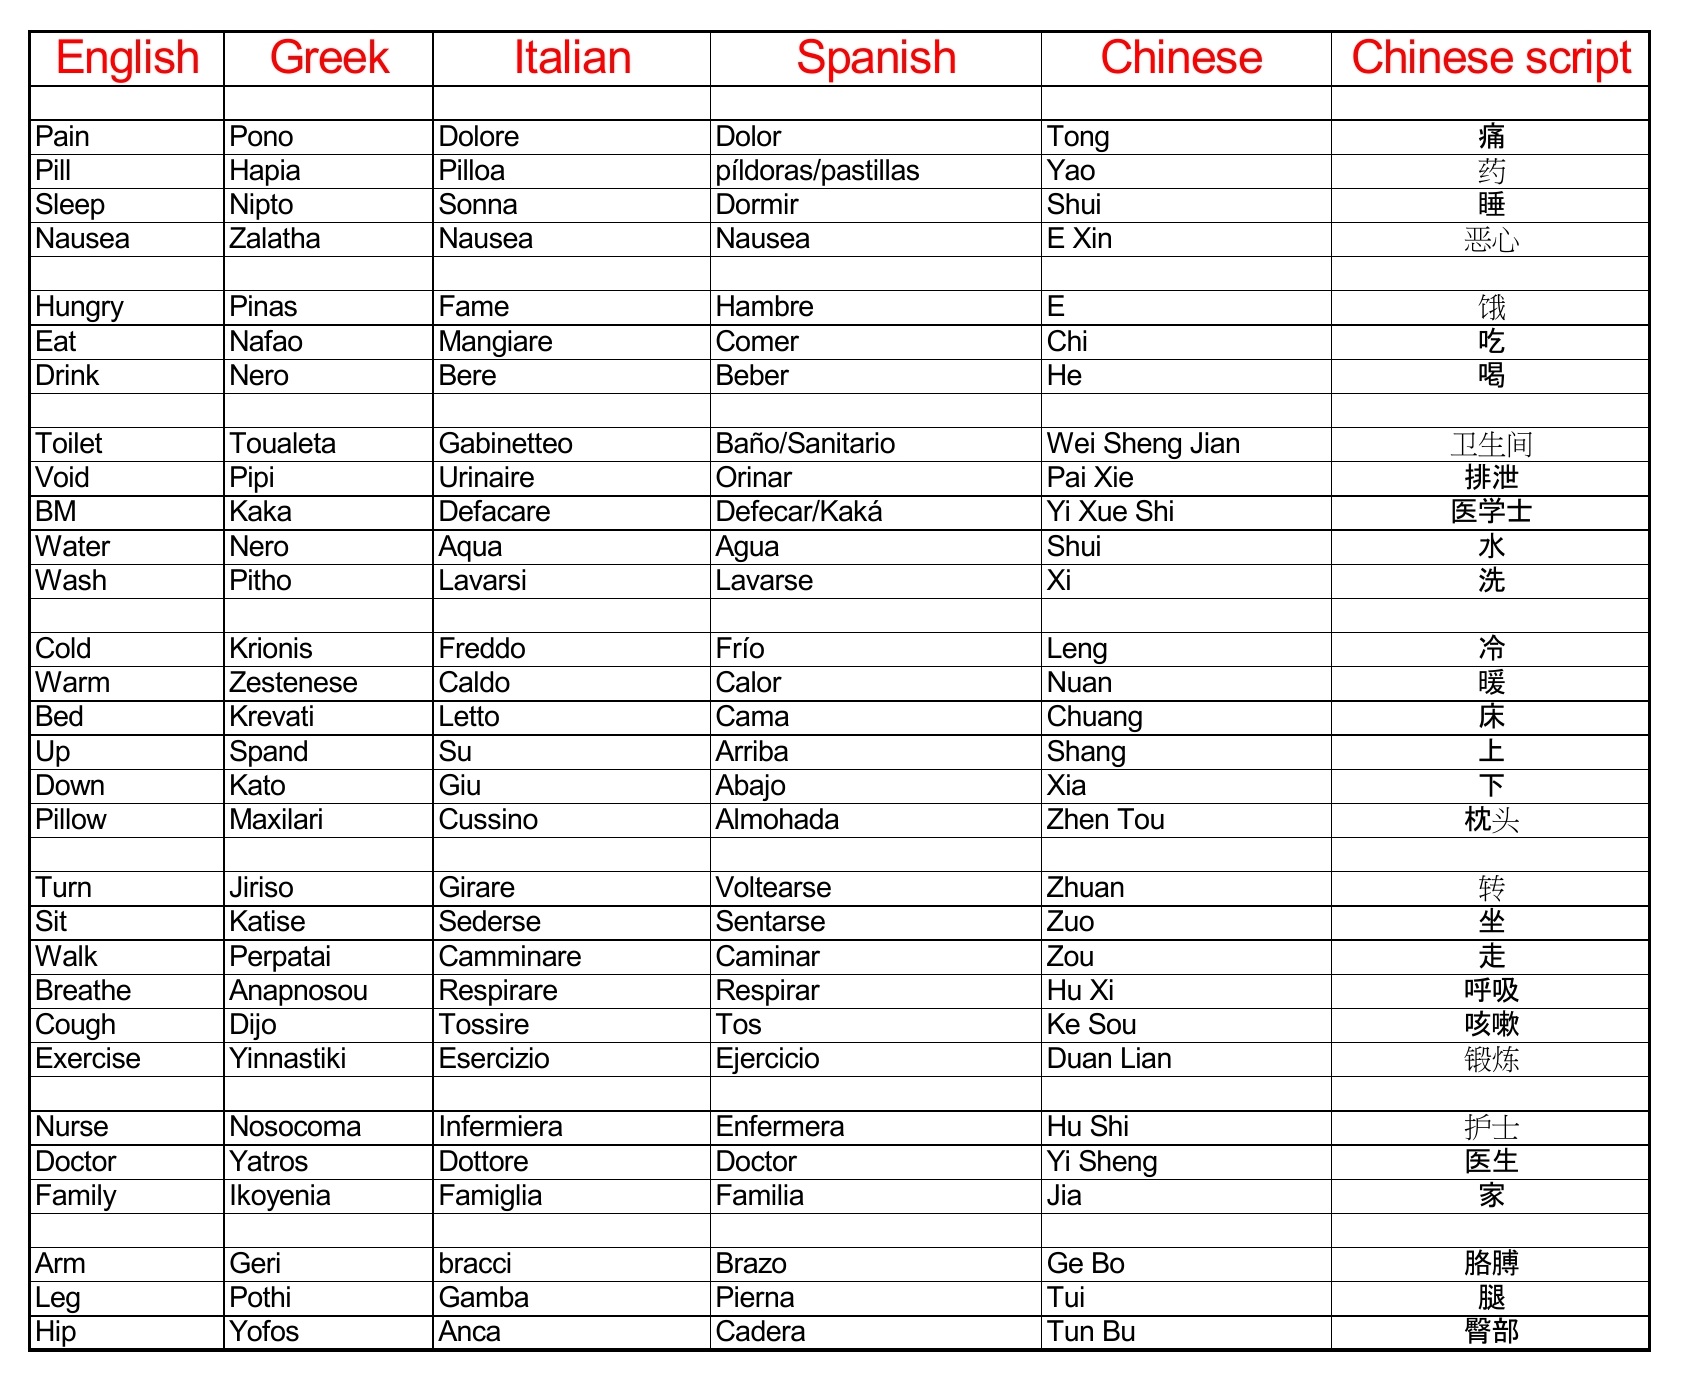 English Greek Italian Spanish Chinese Chinese script
Pain Pono Dolore Dolor Tong 痛
Pill Hapia Pilloa píldoras/pastillas Yao 药
Sleep Nipto Sonna Dormir Shui 睡
Nausea Zalatha Nausea Nausea E Xin 恶心
Hungry Pinas Fame Hambre E 饿
Eat Nafao Mangiare Comer Chi 吃
Drink Nero Bere Beber He 喝
Toilet Toualeta Gabinetteo Baño/Sanitario Wei Sheng Jian 卫生间
Void Pipi Urinaire Orinar Pai Xie 排泄
BM Kaka Defacare Defecar/Kaká Yi Xue Shi 医学士
Water Nero Aqua Agua Shui 水
Wash Pitho Lavarsi Lavarse Xi 洗
Cold Krionis Freddo Frío Leng 冷
Warm Zestenese Caldo Calor Nuan 暖
Bed Krevati Letto Cama Chuang 床
Up Spand Su Arriba Shang 上
Down Kato Giu Abajo Xia 下
Pillow Maxilari Cussino Almohada Zhen Tou 枕头
Turn Jiriso Girare Voltearse Zhuan 转
Sit Katise Sederse Sentarse Zuo 坐
Walk Perpatai Camminare Caminar Zou 走
Breathe Anapnosou Respirare Respirar Hu Xi 呼吸
Cough Dijo Tossire Tos Ke Sou 咳嗽
Exercise Yinnastiki Esercizio Ejercicio Duan Lian 锻炼
Nurse Nosocoma Infermiera Enfermera Hu Shi 护士
Doctor Yatros Dottore Doctor Yi Sheng 医生
Family Ikoyenia Famiglia Familia Jia 家
Arm Geri bracci Brazo Ge Bo 胳膊
Leg Pothi Gamba Pierna Tui 腿
Hip Yofos Anca Cadera Tun Bu 臀部